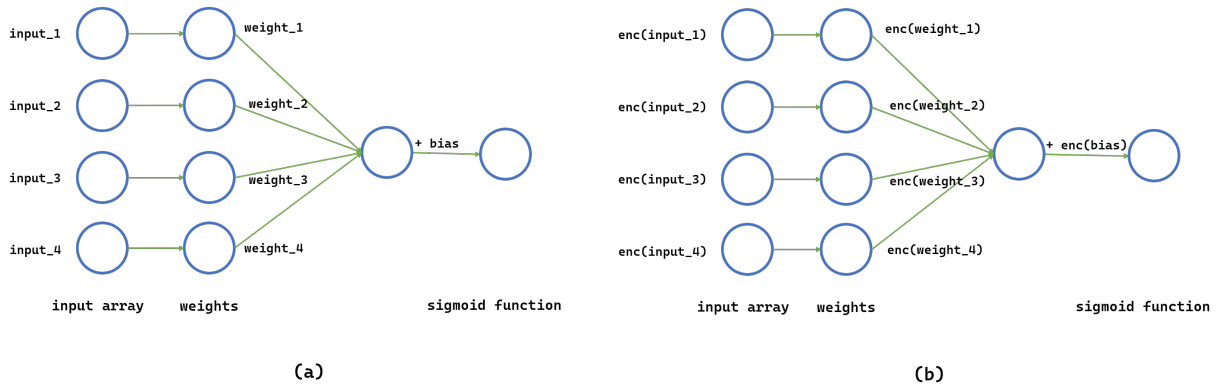 input_1
weight_1
input_2
weight_2
+ bias
input_3
weight_3
input_4
weight_4
input array
weights
sigmoid function
(a)
enc(input_1)
enc(weight_1)
enc(input_2)
enc(weight_2)
+ enc(bias)
enc(input_3)
enc(weight_3)
enc(input_4)
enc(weight_4)
input array
weights
sigmoid function
(b)